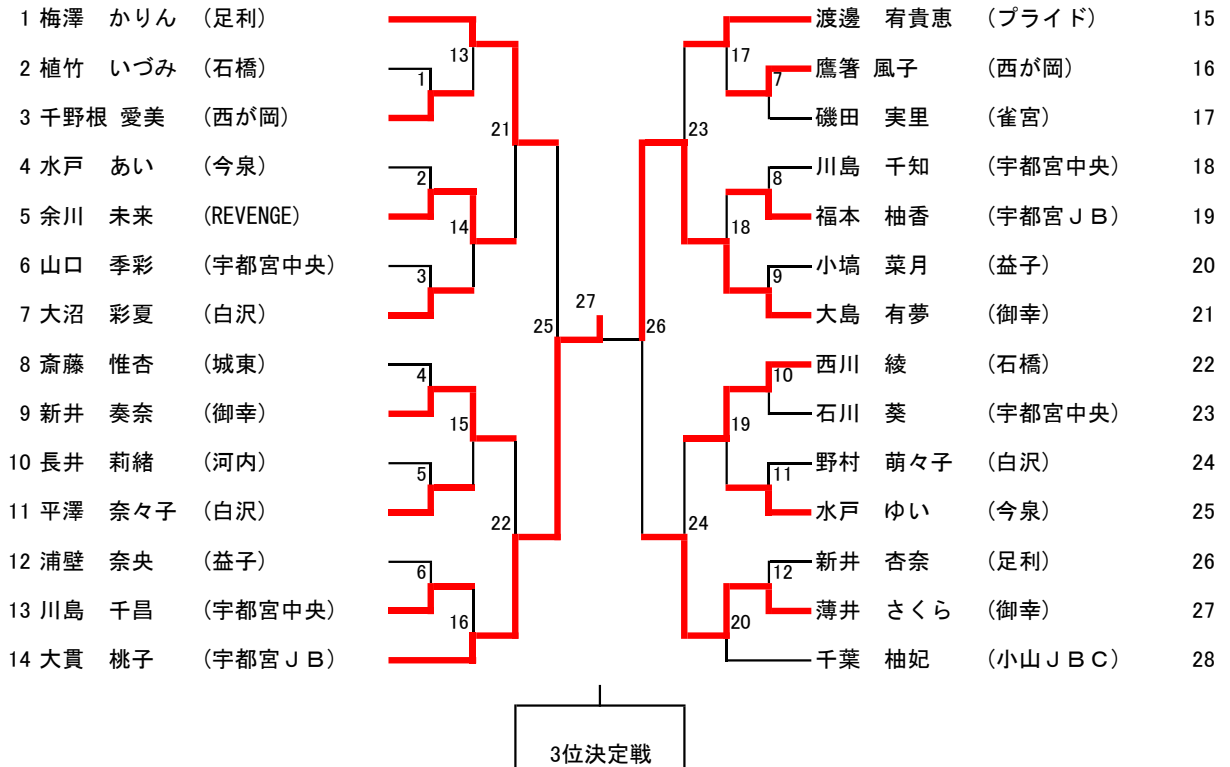 1 梅澤 かりん (足利)
2 植竹 いづみ (石橋)
3 千野根 愛美 (西が岡)
4 水戸 あい (今泉)
5 余川 未来 (REVENGE)
6 山口 季彩 (宇都宮中央)
7 大沼 彩夏 (白沢)
8 斎藤 惟杏 (城東)
9 新井 奏奈 (御幸)
10 長井 莉緒 (河内)
11 平澤 奈々子 (白沢)
12 浦壁 奈央 (益子)
13 川島 千昌 (宇都宮中央)
14 大貫 桃子 (宇都宮ＪＢ)
13
1
21
2
14
3
25
4
15
5
22
6
16
27
26
23
17
7
8
18
9
10
19
11
24
12
20
渡邊 宥貴恵 (プライド) 15
鷹箸 風子 (西が岡) 16
磯田 実里 (雀宮) 17
川島 千知 (宇都宮中央) 18
福本 柚香 (宇都宮ＪＢ) 19
小塙 菜月 (益子) 20
大島 有夢 (御幸) 21
西川 綾 (石橋) 22
石川 葵 (宇都宮中央) 23
野村 萌々子 (白沢) 24
水戸 ゆい (今泉) 25
新井 杏奈 (足利) 26
薄井 さくら (御幸) 27
千葉 柚妃 (小山ＪＢＣ) 28
3位決定戦